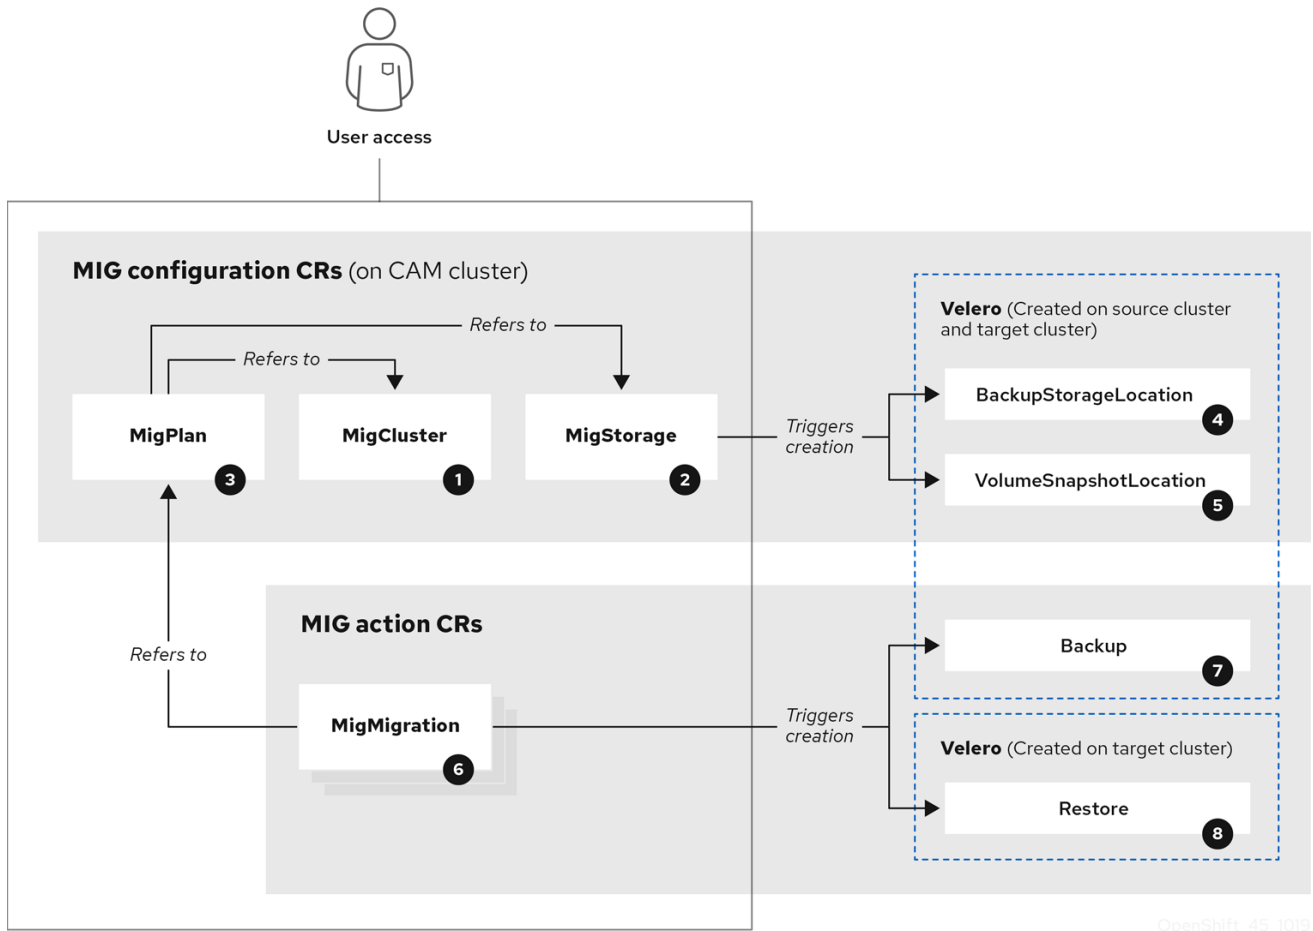 User access
MIG configuration CRs (on CAM cluster)
Refers to
Refers to
MigPlan
3
MigCluster
1
MigStorage
2
Triggers
creation
Velero (Created on source cluster
and target cluster)
BackupStorageLocation
4
VolumeSnapshotLocation
5
Refers to
MIG action CRs
MigMigration
6
Triggers
creation
Backup
7
Velero (Created on target cluster)
Restore
8
OpenShift_45_1019